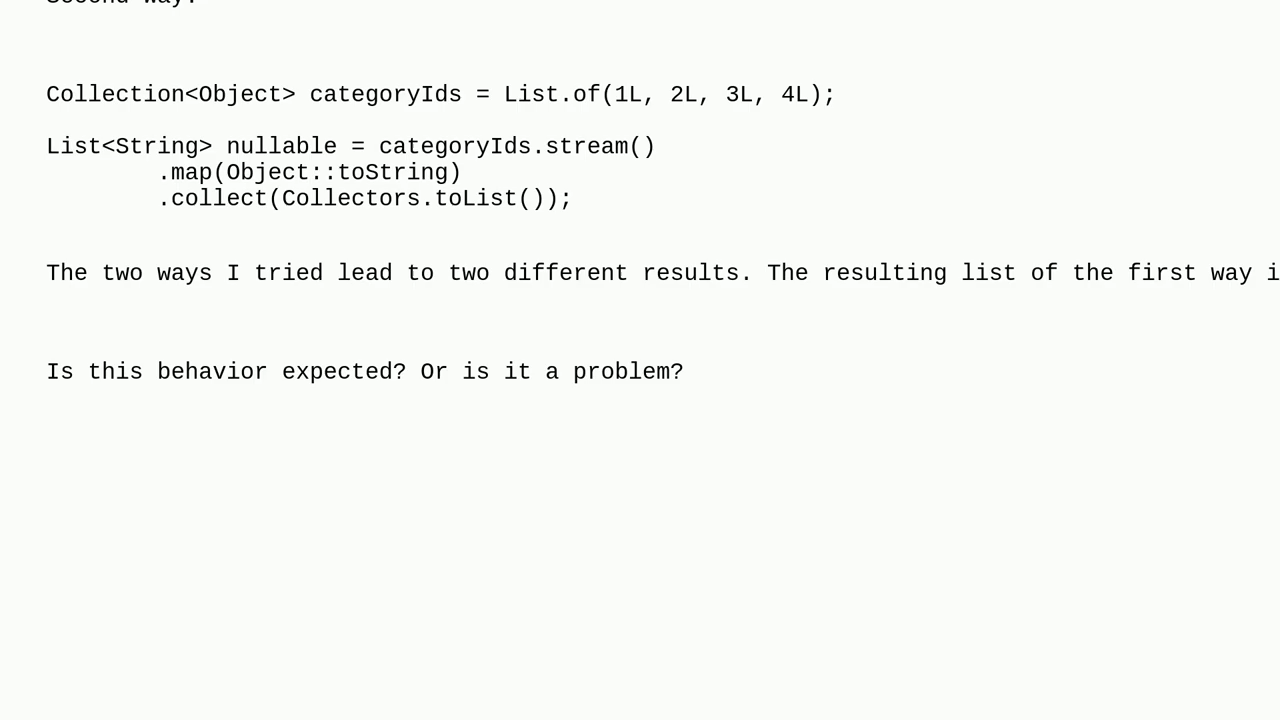 Second way:
Collection<Object> categoryIds = List.of(1L, 2L, 3L, 4L);
List<String> nullable = categoryIds.stream()
        .map(Object::toString)
        .collect(Collectors.toList());
The two ways I tried lead to two different results. The resulting list of the first way i
Is this behavior expected? Or is it a problem?